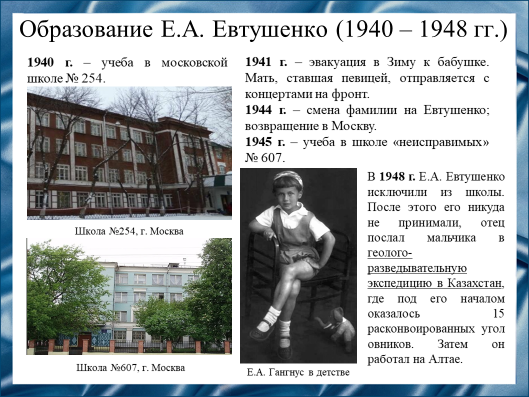 Образование Е.А. Евтушенко (1940 – 1948 гг.)
1940 г. – учеба в московской
школе № 254.
Школа №254, г. Москва
Школа №607, г. Москва
1941 г. – эвакуация в Зиму к бабушке.
Мать, ставшая певицей, отправляется с
концертами на фронт.
1944 г. – смена фамилии на Евтушенко;
возвращение в Москву.
1945 г. – учеба в школе «неисправимых»
№ 607.
Е.А. Гангнус в детстве
В 1948 г. Е.А. Евтушенко
исключили из школы.
После этого его никуда
не принимали, отец
послал мальчика в
геолого-
разведывательную
экспедицию в Казахстан,
где под его началом
оказалось 15
расконвоированных угол
овников. Затем он
работал на Алтае.